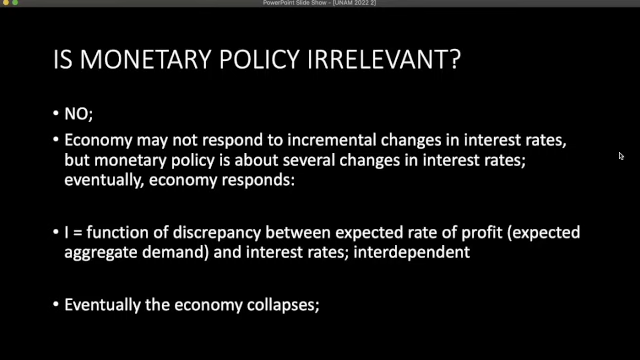 PowerPoint Slide Show - [UNAM 2022 2]
IS MONETARY POLICY IRRELEVANT?
• NO;
• Economy may not respond to incremental changes in interest rates,
but monetary policy is about several changes in interest rates;
eventually, economy responds:
• I = function of discrepancy between expected rate of profit (expected
aggregate demand) and interest rates; interdependent
• Eventually the economy collapses;